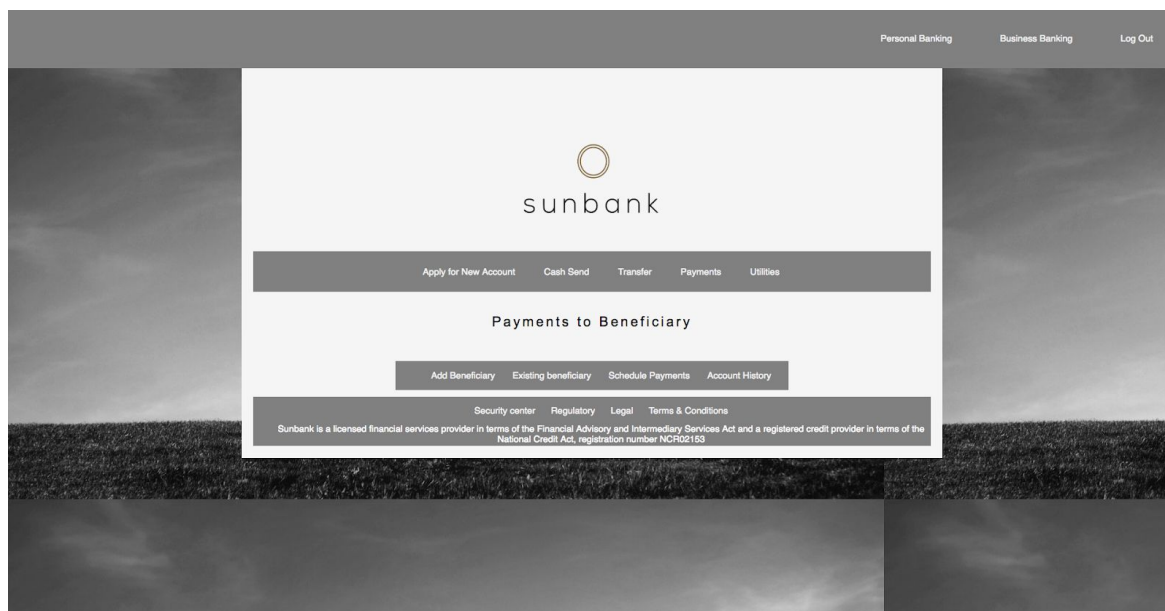 Personal Banking Business Banking Log Out
sunbank
Apply for New Account Cash Send Transfer Payments Utilities
Payments to Beneficiary
Add Beneficiary Existing beneficiary Schedule Payments Account History
Security center Regulatory Legal Terms & Conditions
Sunbank is a licensed financial services provider in terms of the Financial Advisory and Intermediary Services Act and a registered credit provider in terms of the
National Credit Act, registration number NCR02153